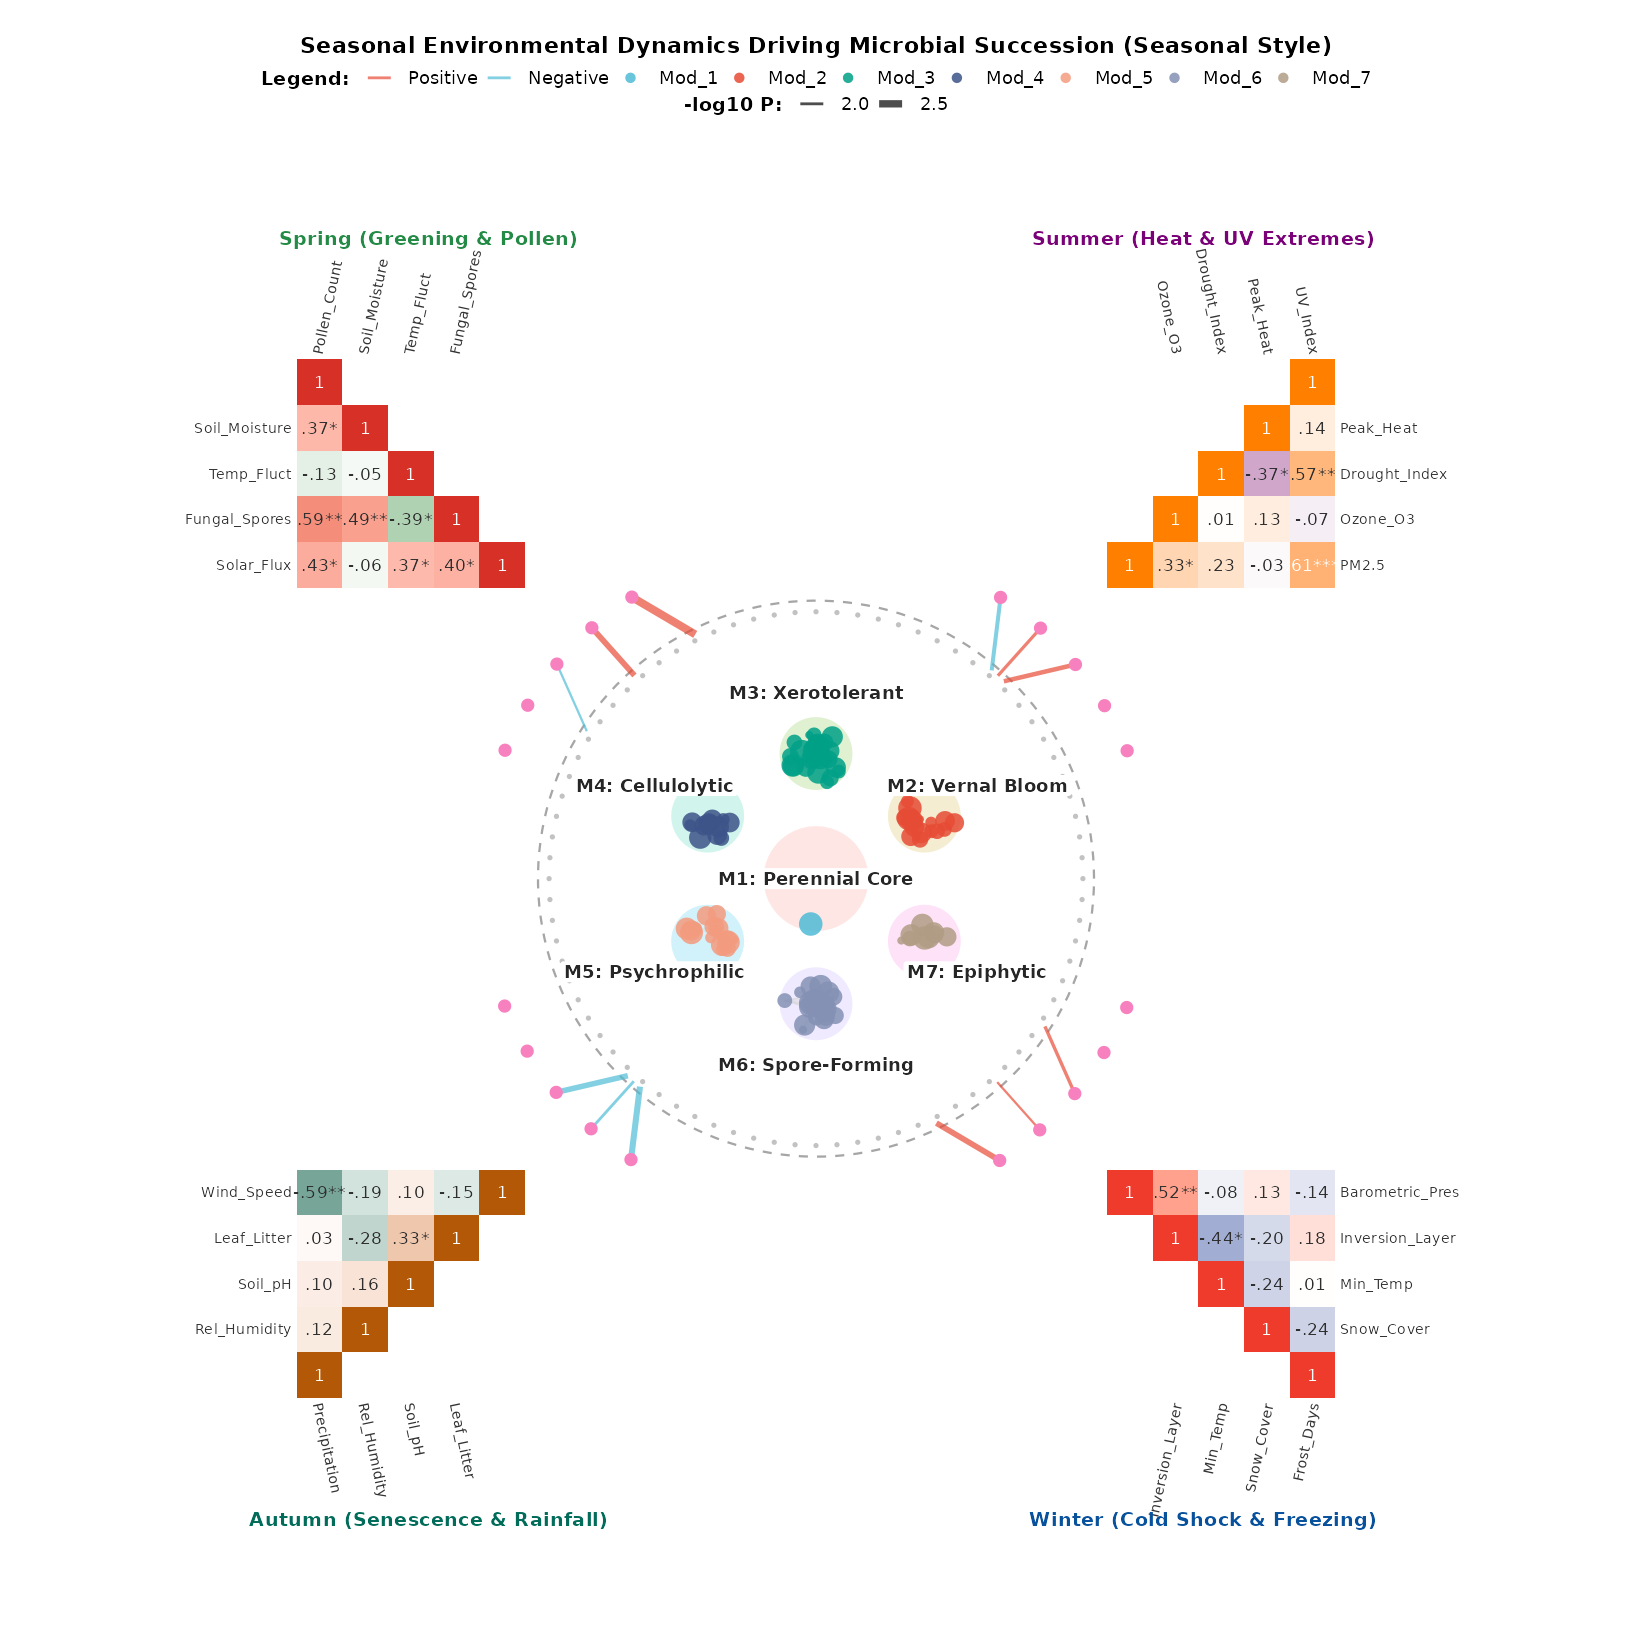 Seasonal Environmental Dynamics Driving Microbial Succession (Seasonal Style)
Legend: Positive Negative Mod_1 Mod_2 Mod_3 Mod_4 Mod_5 Mod_6 Mod_7
-log10 P: 2.0 2.5
Spring (Greening & Pollen)
Pollen_Count Soil_Moisture Temp_Fluct Fungal_Spores
1
Soil_Moisture .37* 1
Temp_Fluct -.13 -.05 1
Fungal_Spores .59** .49** -.39* 1
Solar_Flux .43* -.06 .37* .40* 1
Summer (Heat & UV Extremes)
Ozone_O3 Drought_Index Peak_Heat UV_Index
1
1 .14 Peak_Heat
1 -.37* .57** Drought_Index
1 .01 .13 -.07 Ozone_O3
1 .33* .23 -.03 61*** PM2.5
M3: Xerotolerant
M4: Cellulolytic
M2: Vernal Bloom
M1: Perennial Core
M5: Psychrophilic
M7: Epiphytic
M6: Spore-Forming
Wind_Speed -.59** -.19 .10 -.15 1
Leaf_Litter .03 -.28 .33* 1
Soil_pH .10 .16 1
Rel_Humidity .12 1
1
Precipitation Rel_Humidity Soil_pH Leaf_Litter
Autumn (Senescence & Rainfall)
1 .52** -.08 .13 -.14 Barometric_Pres
1 -.44* -.20 .18 Inversion_Layer
1 -.24 .01 Min_Temp
1 -.24 Snow_Cover
1
Inversion_Layer Min_Temp Snow_Cover Frost_Days
Winter (Cold Shock & Freezing)